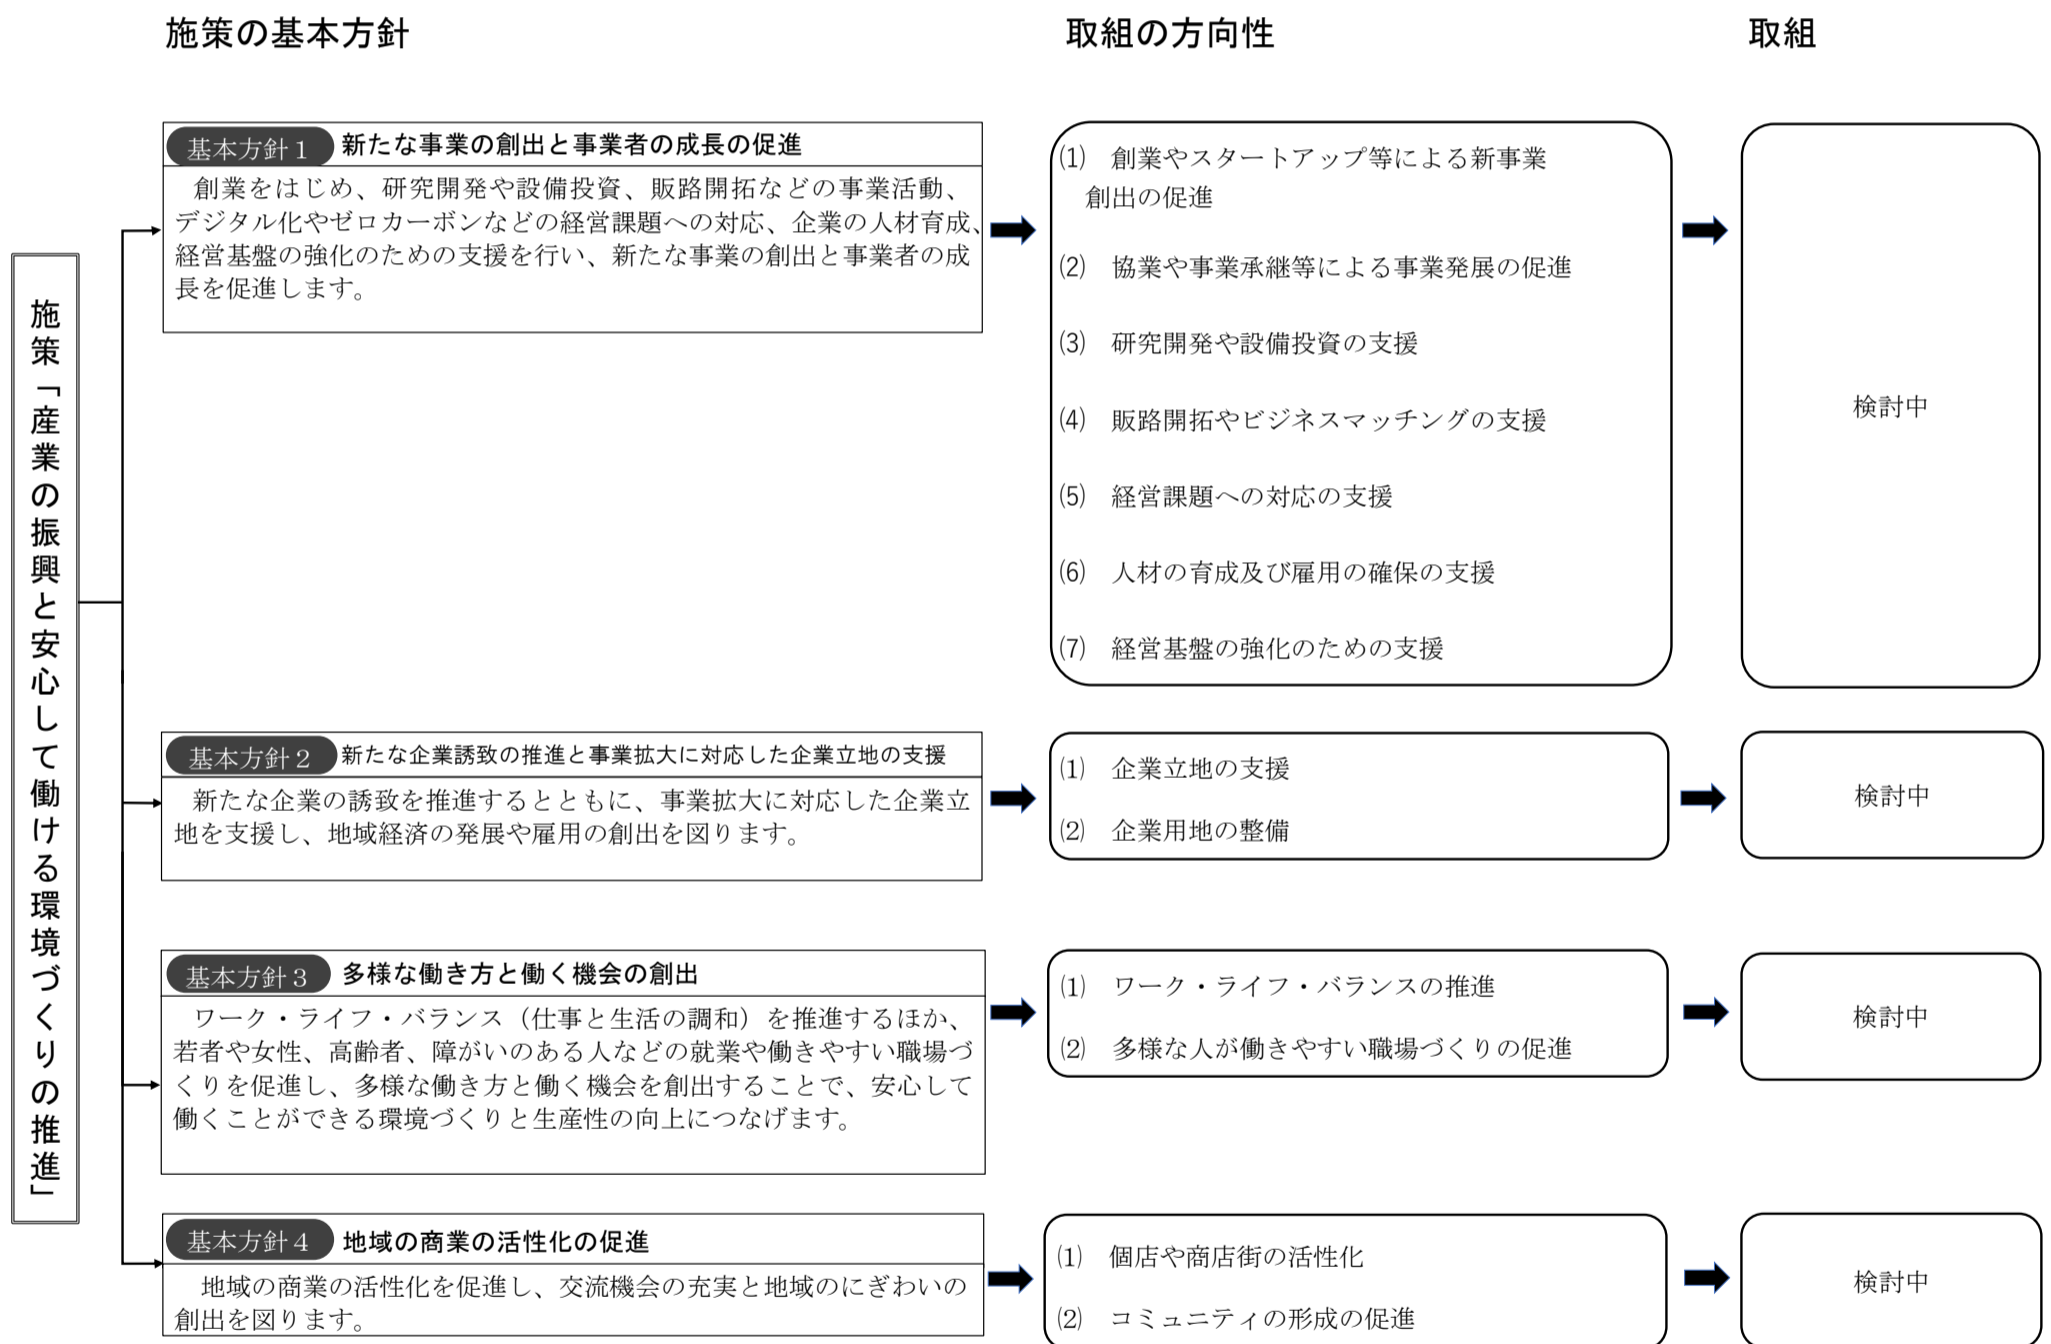 施策の基本方針
取組の方向性
取組
施策「産業の振興と安心して働ける環境づくりの推進」
基本方針1 新たな事業の創出と事業者の成長の促進
創業をはじめ、研究開発や設備投資、販路開拓などの事業活動、
デジタル化やゼロカーボンなどの経営課題への対応、企業の人材育成、
経営基盤の強化のための支援を行い、新たな事業の創出と事業者の成
長を促進します。
⑴ 創業やスタートアップ等による新事業
創出の促進
⑵ 協業や事業承継等による事業発展の促進
⑶ 研究開発や設備投資の支援
⑷ 販路開拓やビジネスマッチングの支援
⑸ 経営課題への対応の支援
⑹ 人材の育成及び雇用の確保の支援
⑺ 経営基盤の強化のための支援
検討中
基本方針2 新たな企業誘致の推進と事業拡大に対応した企業立地の支援
新たな企業の誘致を推進するとともに、事業拡大に対応した企業立
地を支援し、地域経済の発展や雇用の創出を図ります。
⑴ 企業立地の支援
⑵ 企業用地の整備
検討中
基本方針3 多様な働き方と働く機会の創出
ワーク・ライフ・バランス（仕事と生活の調和）を推進するほか、
若者や女性、高齢者、障がいのある人などの就業や働きやすい職場づ
くりを促進し、多様な働き方と働く機会を創出することで、安心して
働くことができる環境づくりと生産性の向上につなげます。
⑴ ワーク・ライフ・バランスの推進
⑵ 多様な人が働きやすい職場づくりの促進
検討中
基本方針4 地域の商業の活性化の促進
地域の商業の活性化を促進し、交流機会の充実と地域のにぎわいの
創出を図ります。
⑴ 個店や商店街の活性化
⑵ コミュニティの形成の促進
検討中